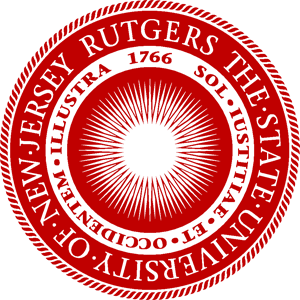 RUTGERS THE·STATE·UNIVERSITY·OF·NEW·JERSEY
1766
SOL·IUSTITIAE·ET·OCCIDENTEM·ILLUSTRA